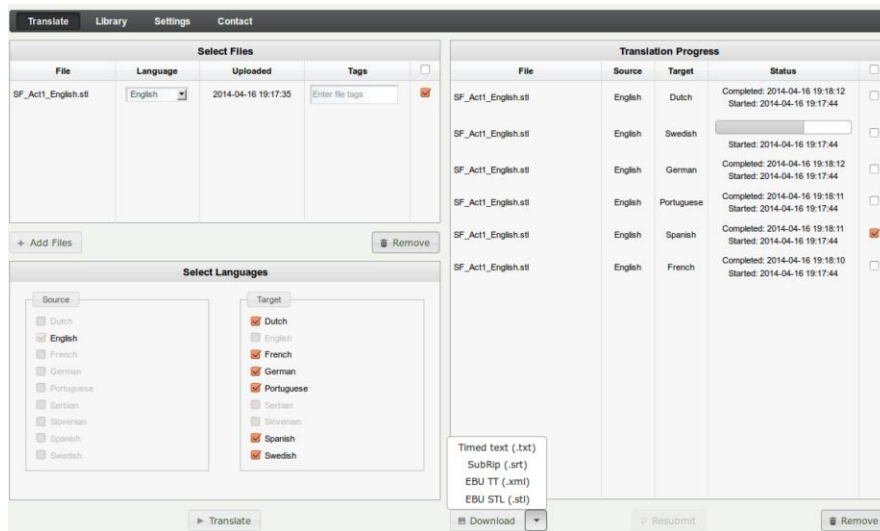 Translate Library Settings Contact
Select Files
File Language Uploaded Tags
SF_Act1_English.stl English 2014-04-16 19:17:35 Enter file tags
+ Add Files
Remove
Select Languages
Source
Dutch
English
French
German
Portuguese
Serbian
Slovenian
Spanish
Swedish
Target
Dutch
English
French
German
Portuguese
Serbian
Slovenian
Spanish
Swedish
Translate
Translation Progress
File Source Target Status
SF_Act1_English.stl English Dutch Completed: 2014-04-16 19:18:12
Started: 2014-04-16 19:17:44
SF_Act1_English.stl English Swedish
Started: 2014-04-16 19:17:44
SF_Act1_English.stl English German Completed: 2014-04-16 19:18:12
Started: 2014-04-16 19:17:44
SF_Act1_English.stl English Portuguese Completed: 2014-04-16 19:18:11
Started: 2014-04-16 19:17:44
SF_Act1_English.stl English Spanish Completed: 2014-04-16 19:18:11
Started: 2014-04-16 19:17:44
SF_Act1_English.stl English French Completed: 2014-04-16 19:18:10
Started: 2014-04-16 19:17:44
Timed text (.txt)
SubRip (.srt)
EBU TT (.xml)
EBU STL (.stl)
Download
Resubmit
Remove